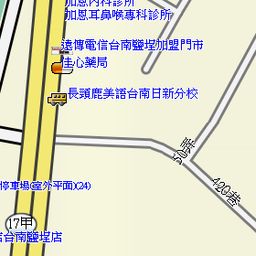 加恩內科診所
加恩耳鼻喉專科診所
遠傳電信台南鹽埕加盟門市
佳心藥局
長頸鹿美語台南日新分校
50弄
420巷
停車場(室外平面)(24)
17甲
信台南鹽埕店